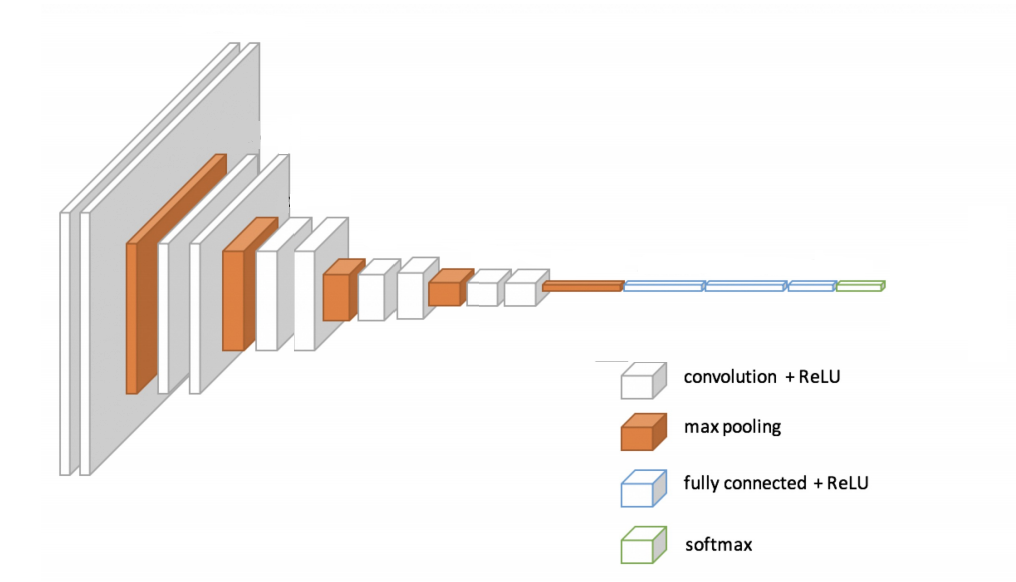 convolution + ReLU
max pooling
fully connected + ReLU
softmax